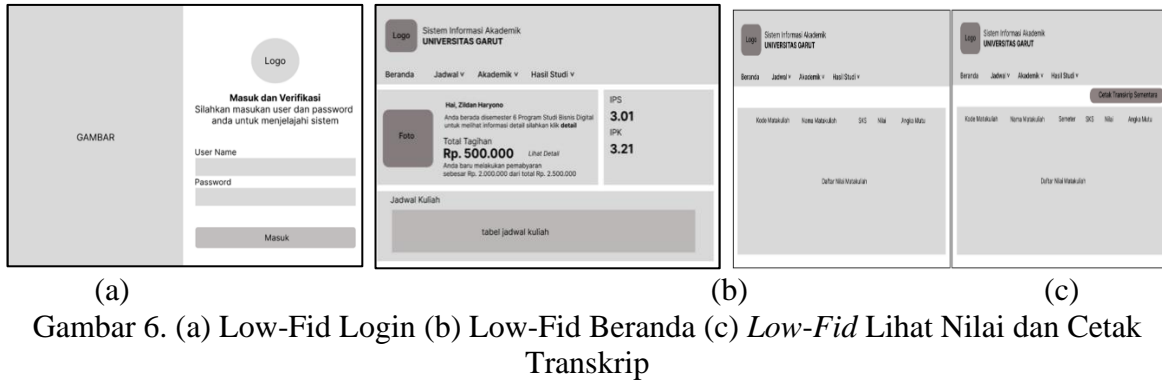 GAMBAR
Logo
Masuk dan Verifikasi
Silahkan masukan user dan password
anda untuk menjelajahi sistem
User Name
Password
Masuk
Logo
Sistem Informasi Akademik
UNIVERSITAS GARUT
Beranda Jadwal Akademik Hasil Studi
Foto
Hai, Zildan Haryono
Anda berada disemester 6 Program Studi Bisnis Digital
untuk melihat informasi detail silahkan klik detail
Total Tagihan
Rp. 500.000 Lihat Detail
Anda baru melakukan pemabyaran
sebesar Rp. 2.000.000 dari total Rp. 2.500.000
IPS
3.01
IPK
3.21
Jadwal Kuliah
tabel jadwal kuliah
Logo
Sistem Informasi Akademik
UNIVERSITAS GARUT
Beranda Jadwal Akademik Hasil Studi
Kode Matakuliah Nama Matakuliah SKS Nilai Angka Mutu
Daftar Nilai Matakuliah
Logo
Sistem Informasi Akademik
UNIVERSITAS GARUT
Beranda Jadwal Akademik Hasil Studi
Cetak Transkrip Sementara
Kode Matakuliah Nama Matakuliah Semeter SKS Nilai Angka Mutu
Daftar Nilai Matakuliah
(a) (b) (c)
Gambar 6. (a) Low-Fid Login (b) Low-Fid Beranda (c) Low-Fid Lihat Nilai dan Cetak
Transkrip